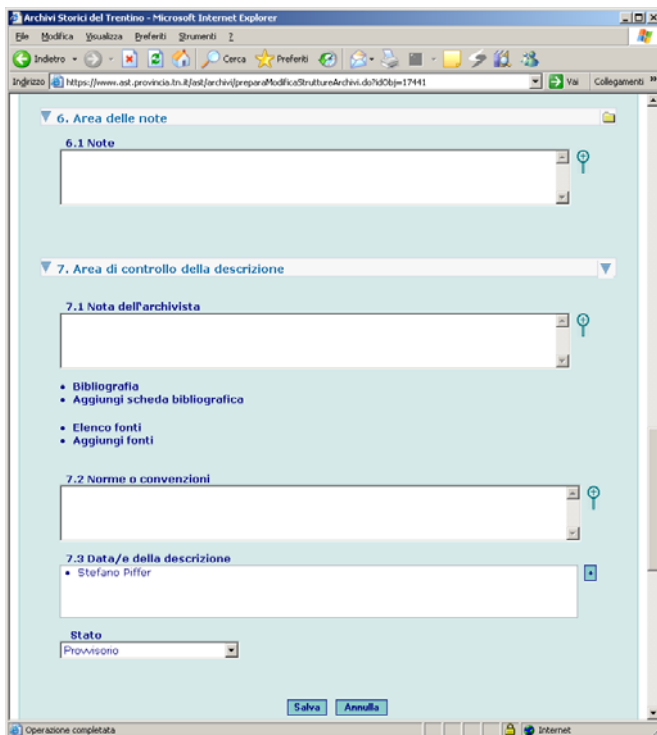 Archivi Storici del Trentino - Microsoft Internet Explorer
File Modifica Visualizza Preferiti Strumenti ?
Indietro Cerca Preferiti
Indirizzo https://www.ast.provincia.tn.it/ast/archivi/preparaModificaStruttureArchivi.do?idObj=17441 Vai Collegamenti »
6. Area delle note
6.1 Note
7. Area di controllo della descrizione
7.1 Nota dell'archivista
• Bibliografia
• Aggiungi scheda bibliografica
• Elenco fonti
• Aggiungi fonti
7.2 Norme o convenzioni
7.3 Data/e della descrizione
• Stefano Piffer
Stato
Provvisorio
Salva Annulla
Operazione completata Internet